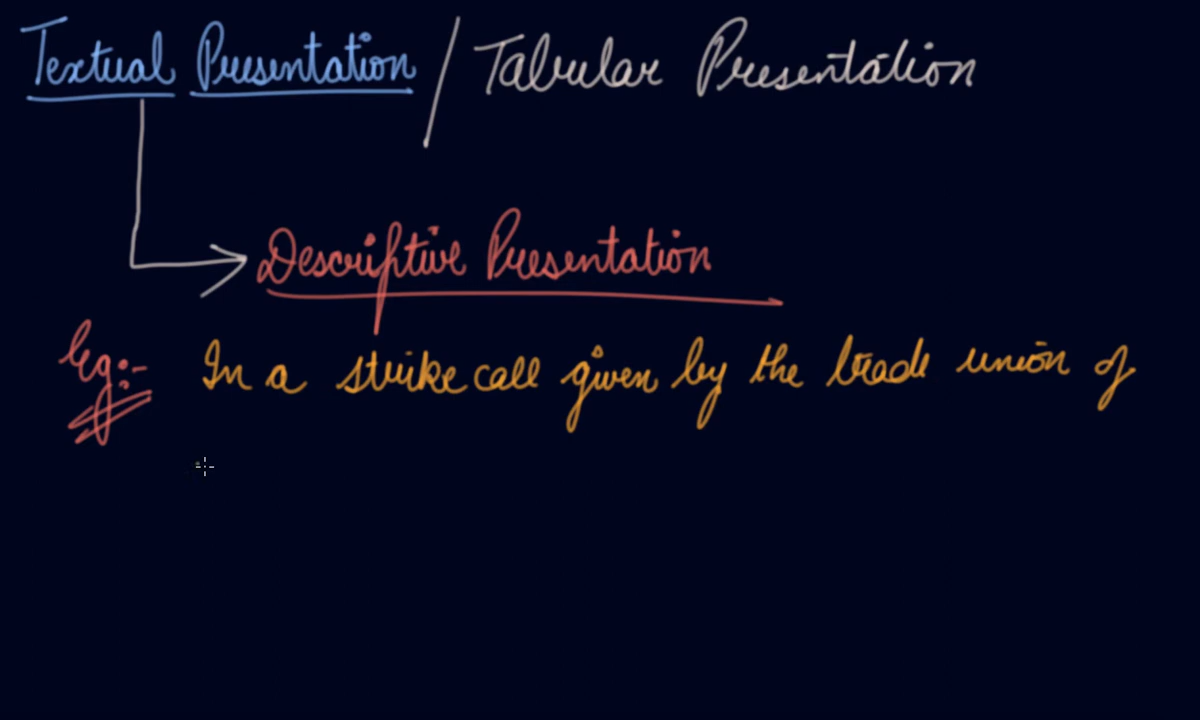 Textual Presentation / Tabular Presentation
Descriptive Presentation
Eg:- In a strike call given by the trade union of